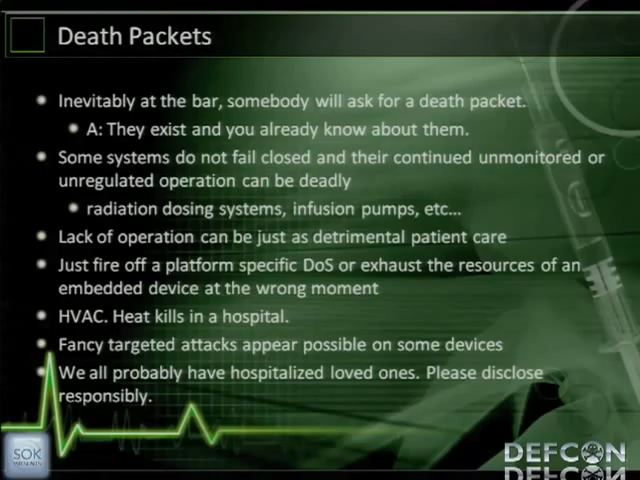 Death Packets
Inevitably at the bar, somebody will ask for a death packet.
A: They exist and you already know about them.
Some systems do not fail closed and their continued unmonitored or
unregulated operation can be deadly
radiation dosing systems, infusion pumps, etc…
Lack of operation can be just as detrimental patient care
Just fire off a platform specific DoS or exhaust the resources of an
embedded device at the wrong moment
HVAC. Heat kills in a hospital.
Fancy targeted attacks appear possible on some devices
We all probably have hospitalized loved ones. Please disclose
responsibly.
SOK
DEFCON